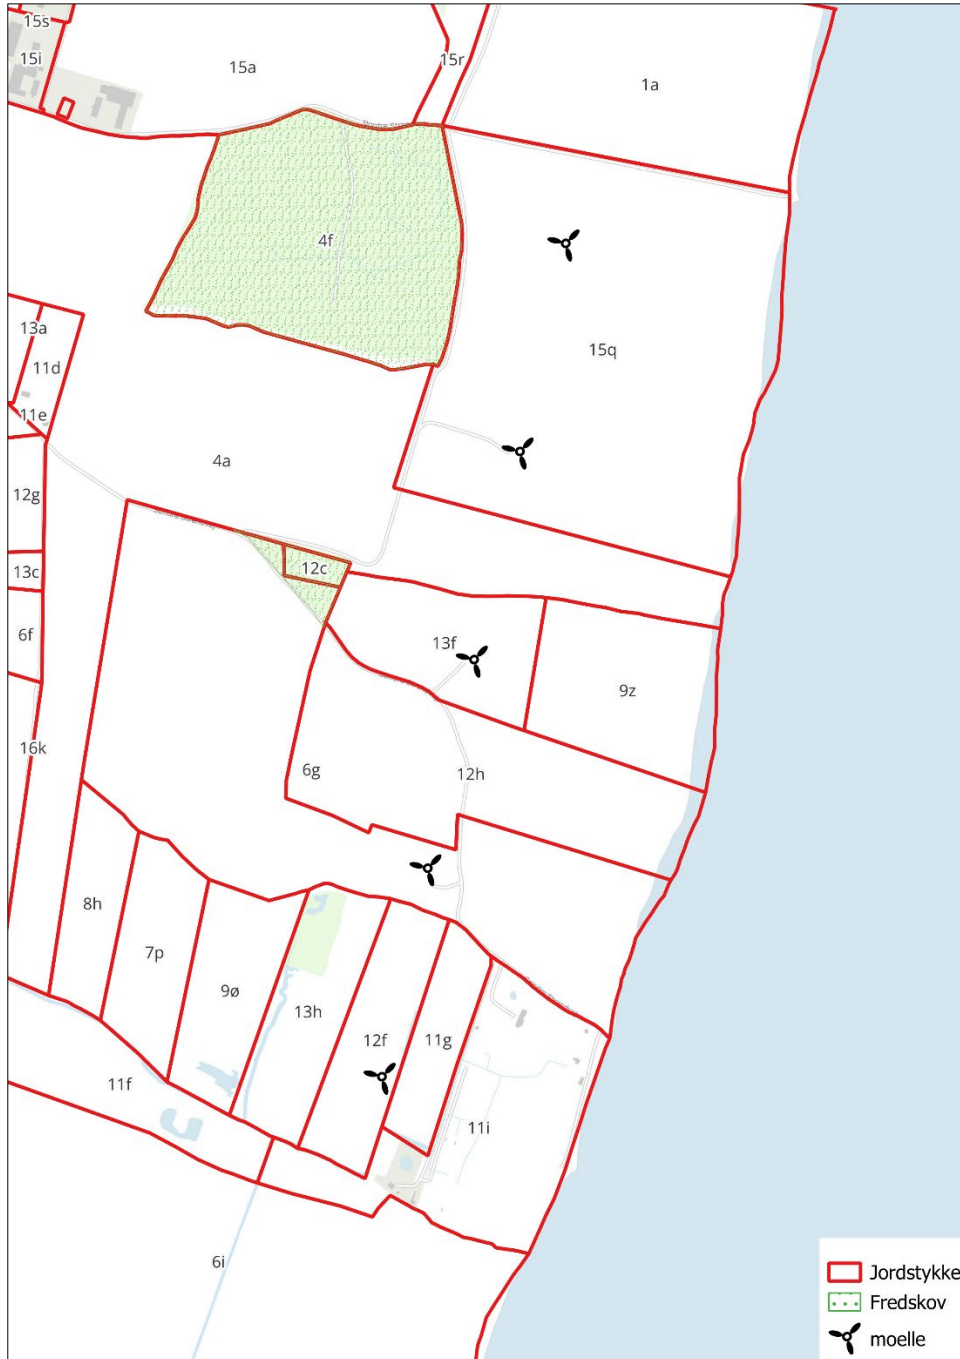 15s
15i
15a
15r
1a
4f
15q
13a
11d
11e
4a
12g
12c
13c
6f
13f
9z
16k
6g
12h
8h
7p
9ø
13h
12f
11g
11f
11i
6i
Jordstykke
Fredskov
moelle